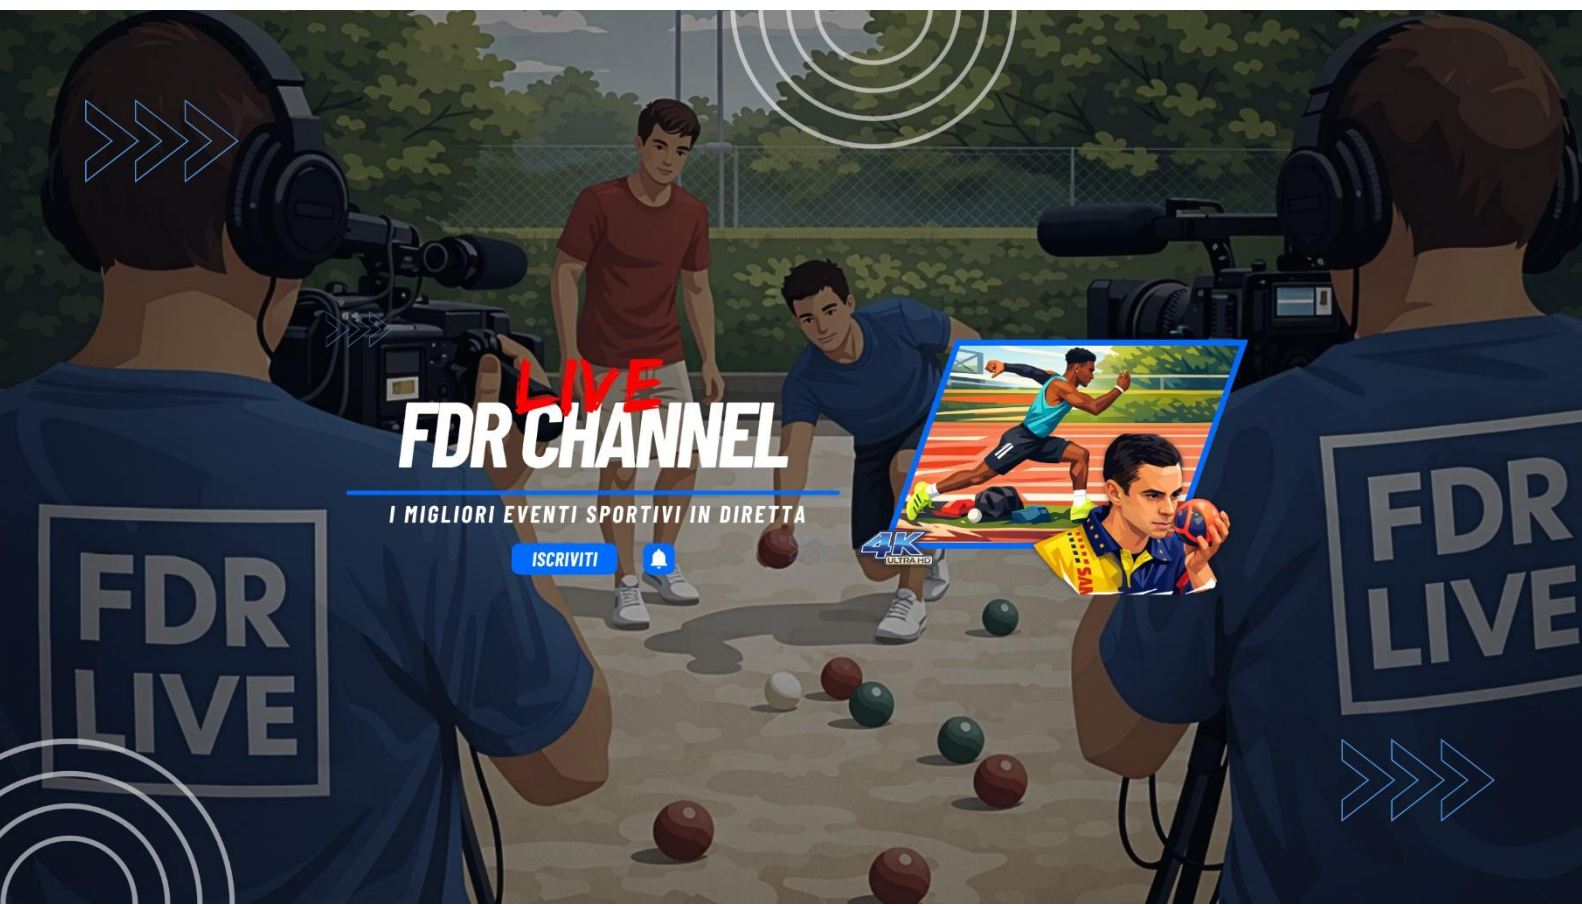 LIVE
FDR CHANNEL
I MIGLIORI EVENTI SPORTIVI IN DIRETTA
ISCRIVITI
4K
ULTRA HD
FDR
LIVE
FDR
LIVE